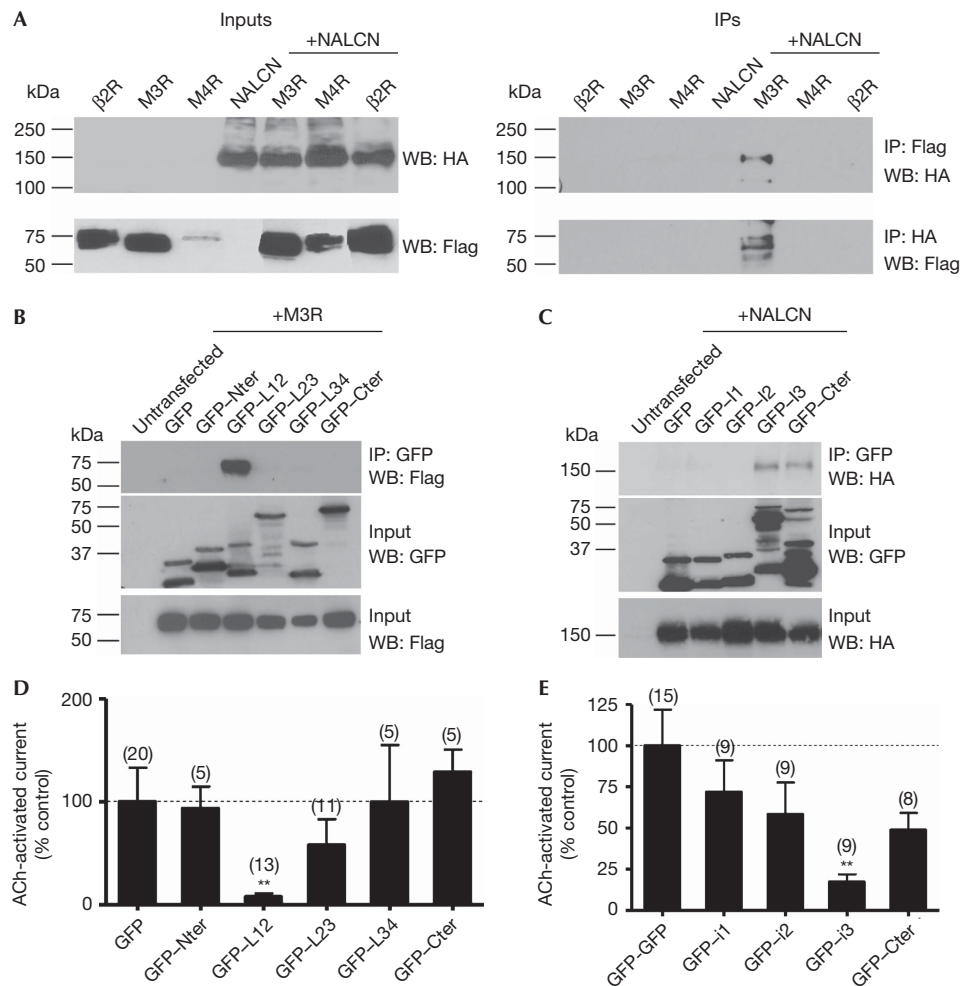 A
Inputs
IPs
+NALCN
+NALCN
kDa
β2R
M3R
M4R
NALCN
M3R
M4R
β2R
kDa
β2R
M3R
M4R
NALCN
M3R
M4R
β2R
250
150
100
WB: HA
250
150
100
IP: Flag
WB: HA
75
50
WB: Flag
75
50
IP: HA
WB: Flag
B
+M3R
kDa
Untransfected
GFP
GFP–Nter
GFP–L12
GFP–L23
GFP–L34
GFP–Cter
75
50
IP: GFP
WB: Flag
75
50
37
Input
WB: GFP
75
50
Input
WB: Flag
C
+NALCN
kDa
Untransfected
GFP
GFP–I1
GFP–I2
GFP–I3
GFP–Cter
150
IP: GFP
WB: HA
75
50
37
Input
WB: GFP
150
Input
WB: HA
D
ACh-activated current
(% control)
200
100
0
(20)
(5)
(13)
**
(11)
(5)
(5)
GFP
GFP–Nter
GFP–L12
GFP–L23
GFP–L34
GFP–Cter
E
ACh-activated current
(% control)
125
100
75
50
25
0
(15)
(9)
(9)
(9)
**
(8)
GFP-GFP
GFP–i1
GFP–i2
GFP–i3
GFP–Cter